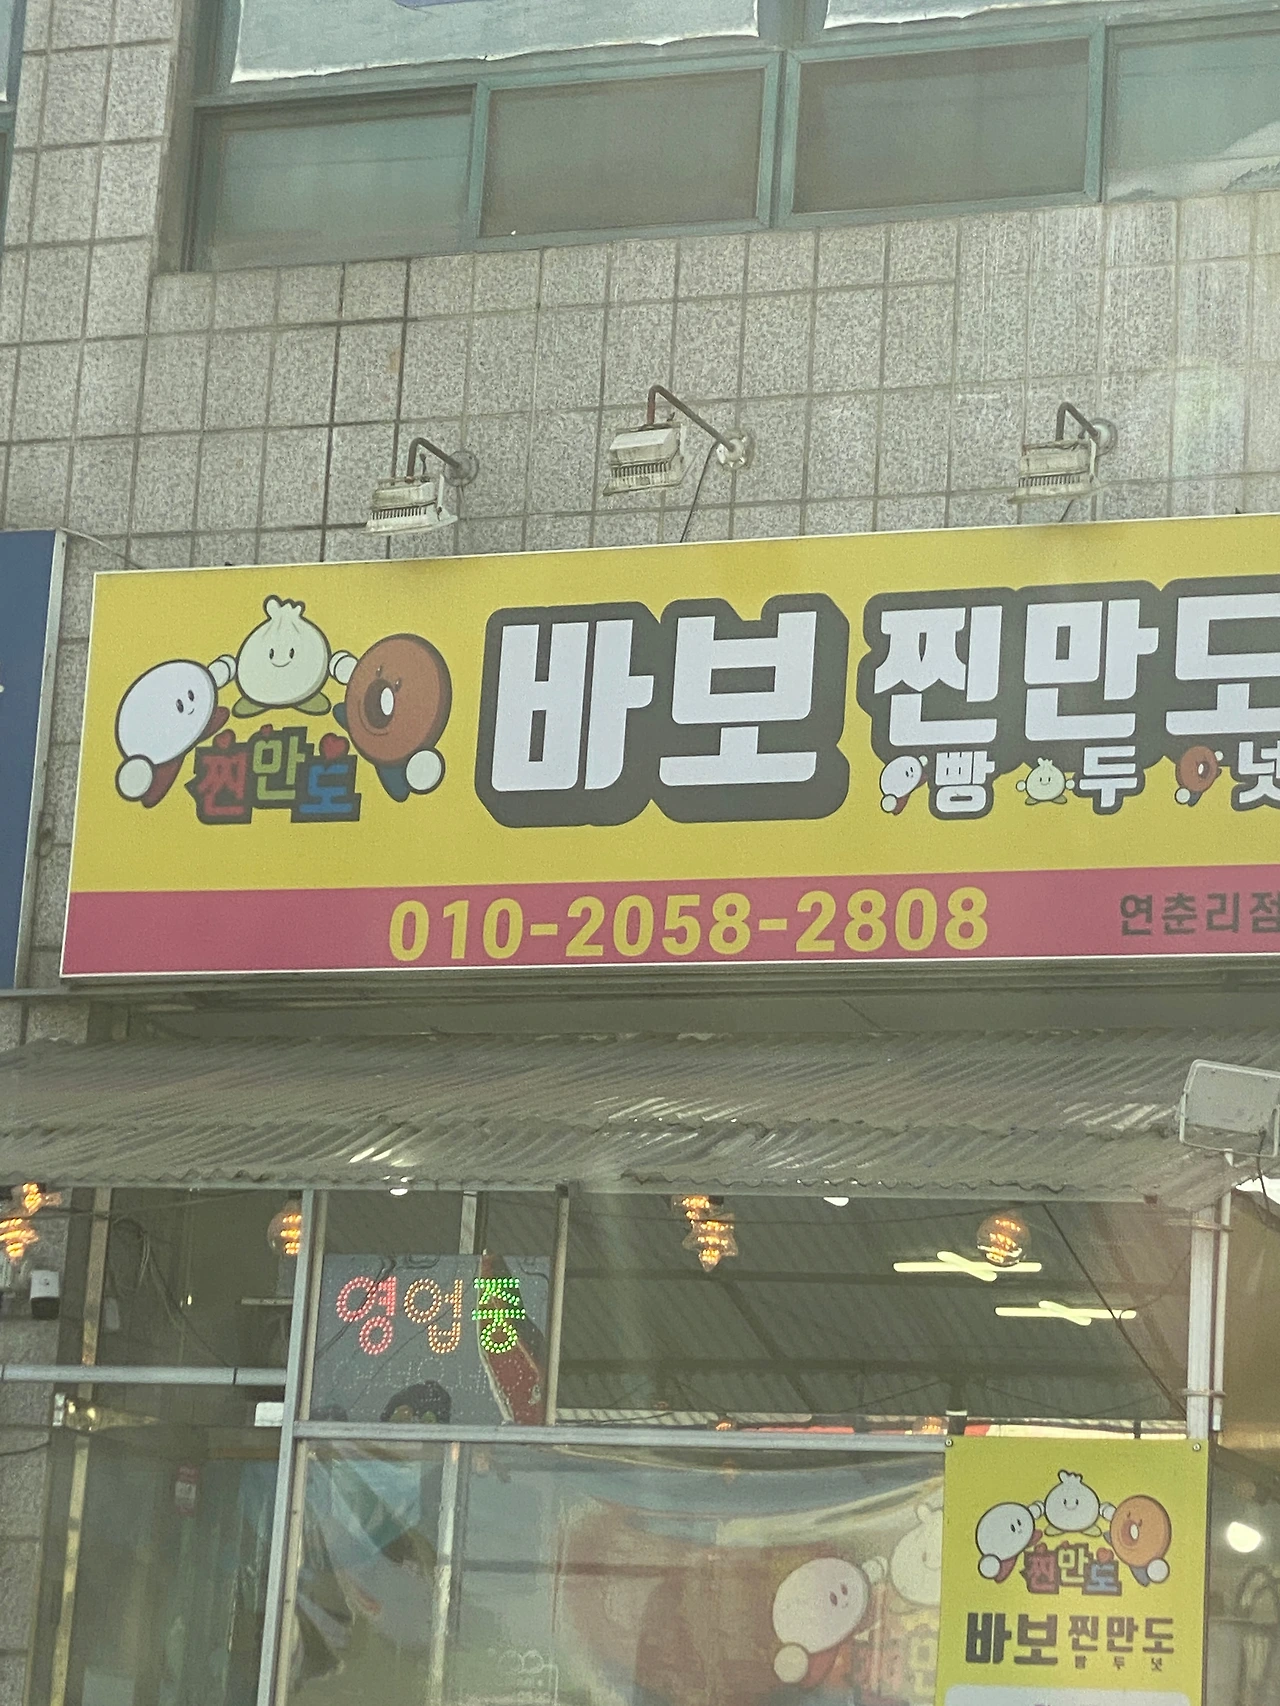 찐만도
바보 찐만도
빵 두 넛
010-2058-2808 연춘리점
영업중
찐만도
바보 찐만도
빵 두 넛